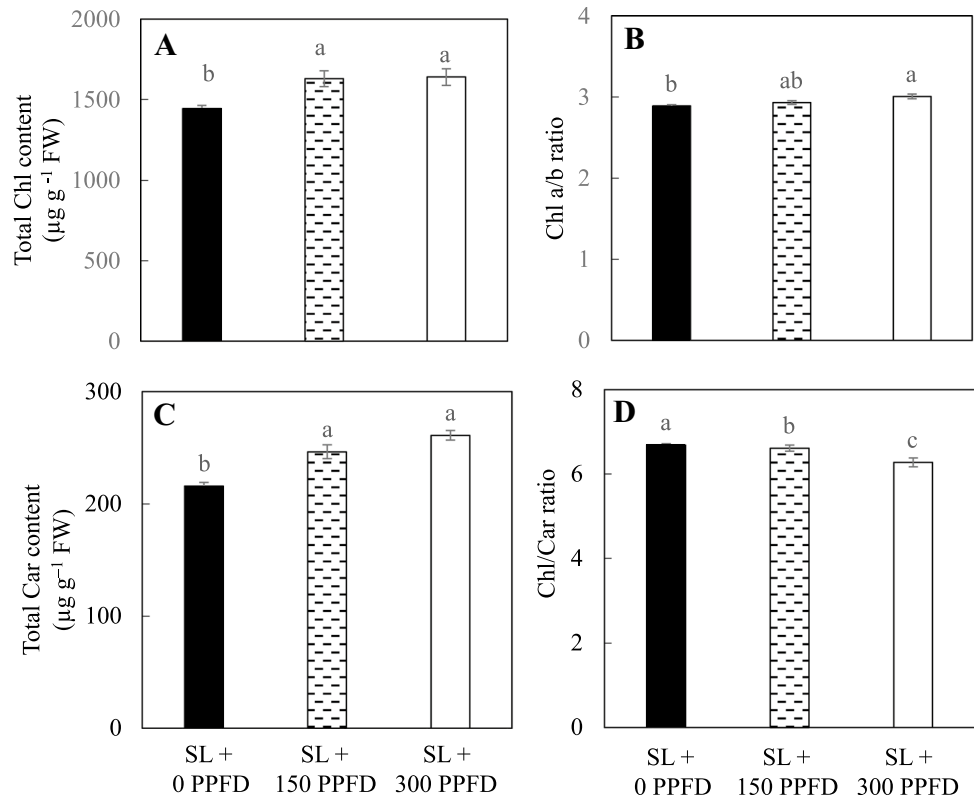 A
2000
1500
1000
500
0
Total Chl content
(µg g -1 FW)
b
a
a
B
4
3
2
1
0
Chl a/b ratio
b
ab
a
C
300
200
100
0
Total Car content
(µg g–1 FW)
b
a
a
SL +
0 PPFD
SL +
150 PPFD
SL +
300 PPFD
D
8
6
4
2
0
Chl/Car ratio
a
b
c
SL +
0 PPFD
SL +
150 PPFD
SL +
300 PPFD